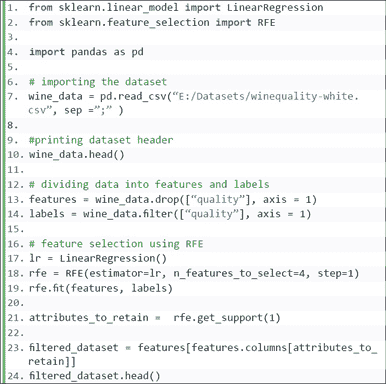 1. from sklearn.linear_model import LinearRegression
2. from sklearn.feature_selection import RFE
3.
4. import pandas as pd
5.
6. # importing the dataset
7. wine_data = pd.read_csv(“E:/Datasets/winequality-white.
csv”, sep =”;” )
8.
9. #printing dataset header
10. wine_data.head()
11.
12. # dividing data into features and labels
13. features = wine_data.drop([“quality”], axis = 1)
14. labels = wine_data.filter([“quality”], axis = 1)
15.
16. # feature selection using RFE
17. lr = LinearRegression()
18. rfe = RFE(estimator=lr, n_features_to_select=4, step=1)
19. rfe.fit(features, labels)
20.
21. attributes_to_retain =  rfe.get_support(1)
22.
23. filtered_dataset = features[features.columns[attributes_to_
retain]]
24. filtered_dataset.head()